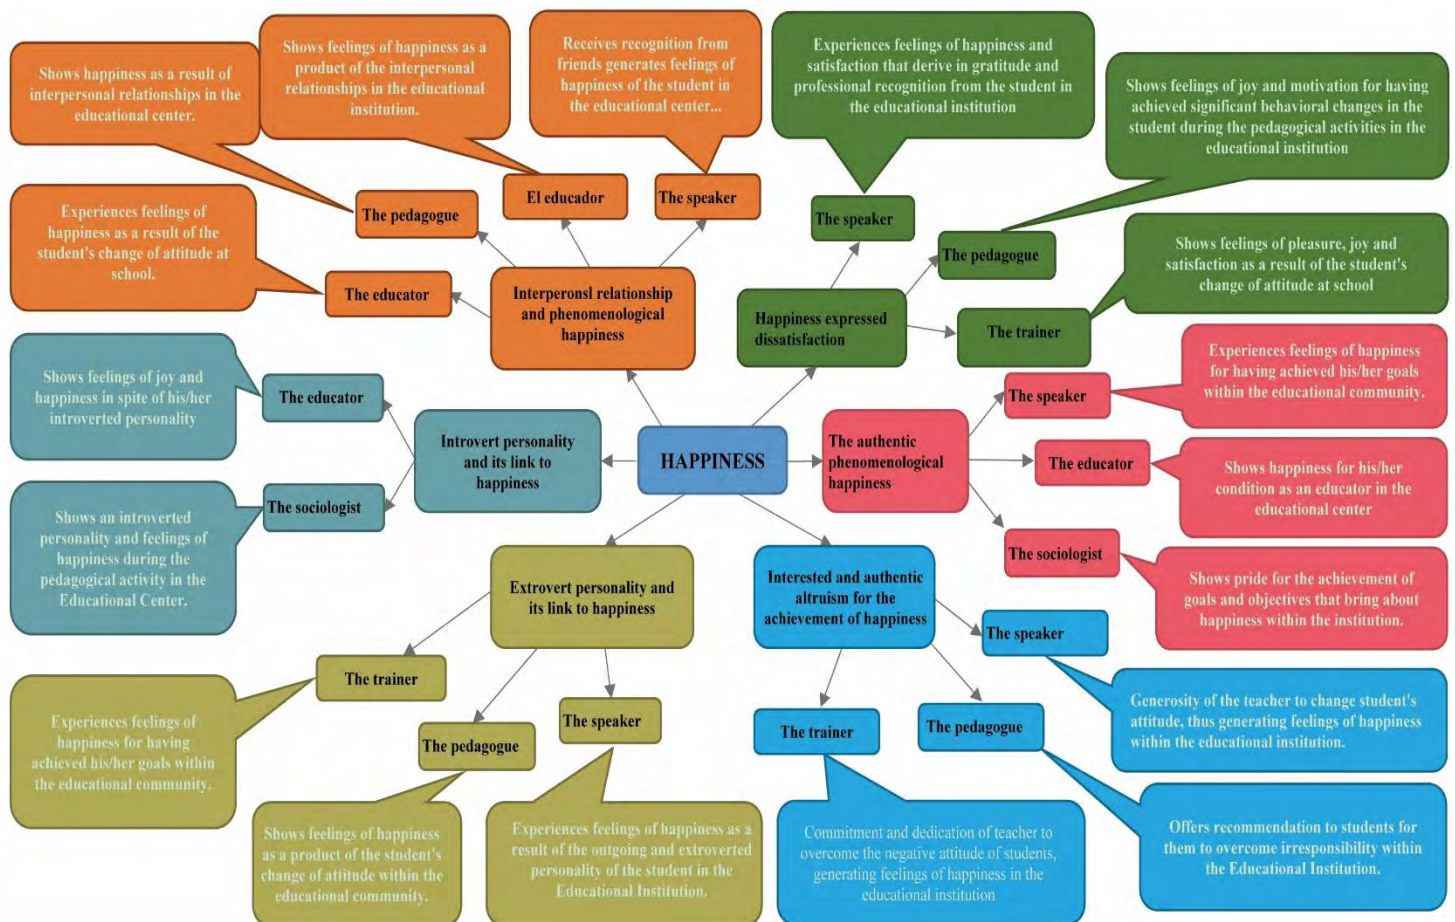 Shows happiness as a result of
interpersonal relationships in the
educational center.
Shows feelings of happiness as a
product of the interpersonal
relationships in the educational
institution.
Receives recognition from
friends generates feelings of
happiness of the student in
the educational center...
Experiences feelings of happiness and
satisfaction that derive in gratitude and
professional recognition from the student in
the educational institution
Shows feelings of joy and motivation for having
achieved significant behavioral changes in the
student during the pedagogical activities in the
educational institution
Experiences feelings of
happiness as a result of the
student's change of attitude at
school.
The pedagogue
El educador
The speaker
The educator
Interperonsl relationship
and phenomenological
happiness
The speaker
The pedagogue
The trainer
Happiness expressed
dissatisfaction
Shows feelings of pleasure, joy and
satisfaction as a result of the student's
change of attitude at school
Shows feelings of joy and
happiness in spite of his/her
introverted personality
The educator
Introvert personality
and its link to
happiness
The sociologist
Shows an introverted
personality and feelings of
happiness during the
pedagogical activity in the
Educational Center.
HAPPINESS
The authentic
phenomenological
happiness
The speaker
Experiences feelings of happiness
for having achieved his/her goals
within the educational community.
The educator
Shows happiness for his/her
condition as an educator in the
educational center
The sociologist
Shows pride for the achievement of
goals and objectives that bring about
happiness within the institution.
Extrovert personality and
its link to happiness
The trainer
The pedagogue
The speaker
Experiences feelings of
happiness for having
achieved his/her goals within
the educational community.
Shows feelings of happiness
as a product of the student's
change of attitude within the
educational community.
Experiences feelings of happiness as a
result of the outgoing and extroverted
personality of the student in the
Educational Institution.
Interested and authentic
altruism for the
achievement of happiness
The speaker
The trainer
The pedagogue
Generosity of the teacher to change student's
attitude, thus generating feelings of happiness
within the educational institution.
Commitment and dedication of teacher to
overcome the negative attitude of students,
generating feelings of happiness in the
educational institution
Offers recommendation to students for
them to overcome irresponsibility within
the Educational Institution.